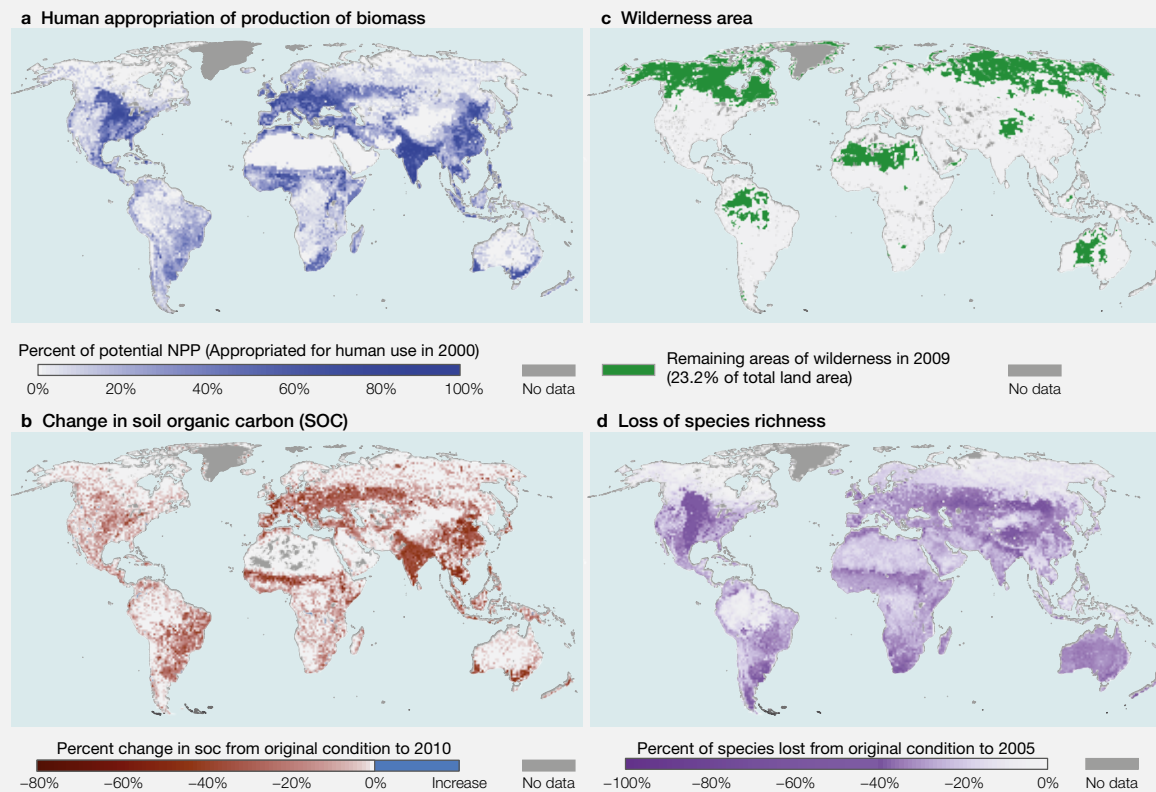 a Human appropriation of production of biomass
Percent of potential NPP (Appropriated for human use in 2000)
0% 20% 40% 60% 80% 100% No data
c Wilderness area
Remaining areas of wilderness in 2009
(23.2% of total land area)
No data
b Change in soil organic carbon (SOC)
Percent change in soc from original condition to 2010
−80% −60% −40% −20% 0% Increase No data
d Loss of species richness
Percent of species lost from original condition to 2005
−100% −80% −60% −40% −20% 0% No data